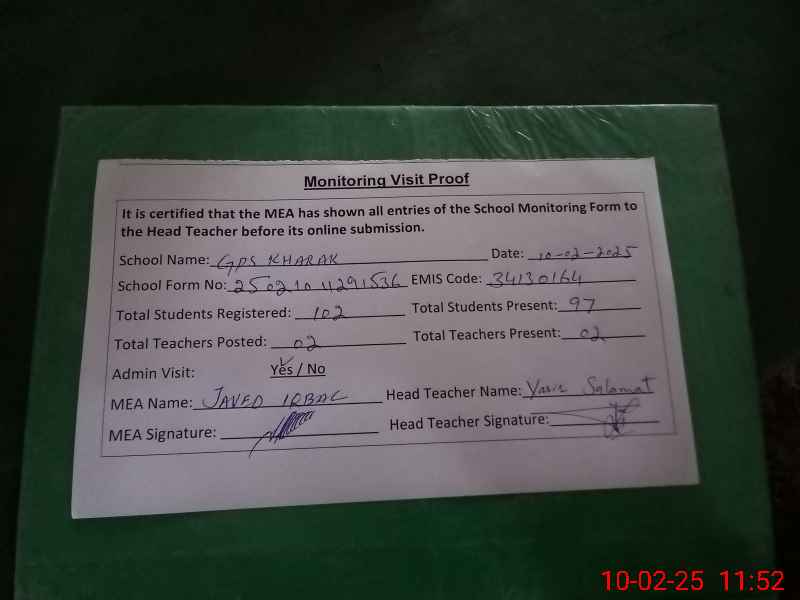 Monitoring Visit Proof
It is certified that the MEA has shown all entries of the School Monitoring Form to
the Head Teacher before its online submission.
School Name: GPS KHARAK Date: 10-02-2025
School Form No: 250210 4291536 EMIS Code: 34130164
Total Students Registered: 102 Total Students Present: 97
Total Teachers Posted: 02 Total Teachers Present: 02
Admin Visit: Yes / No
MEA Name: JAVED IQBAL Head Teacher Name: Yasir Salamat
MEA Signature: Head Teacher Signature:
10-02-25 11:52